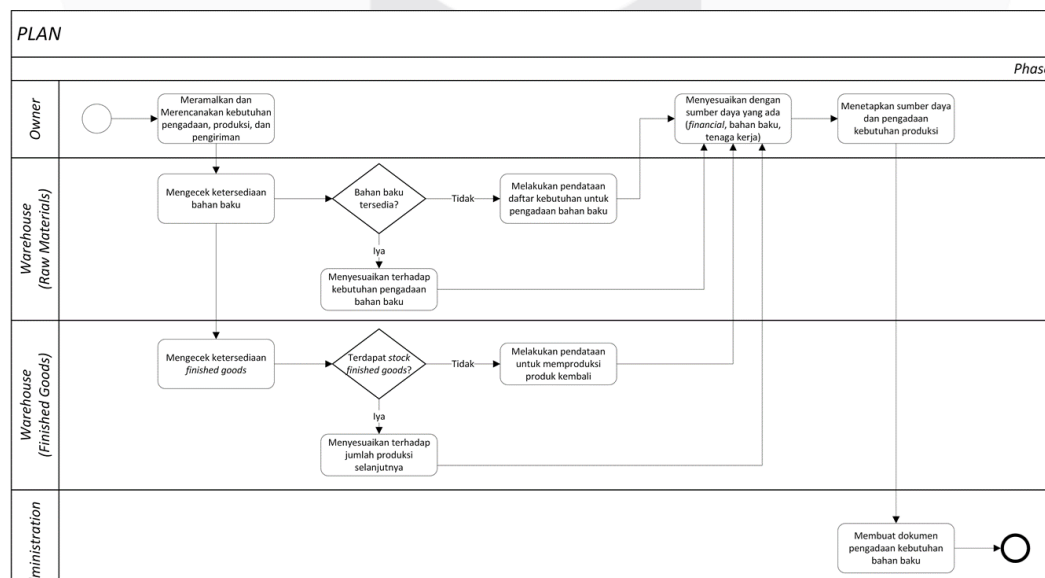 PLAN
Phase
Owner
Meramalkan dan
Merencanakan kebutuhan
pengadaan, produksi, dan
pengiriman
Menyesuaikan dengan
sumber daya yang ada
(financial, bahan baku,
tenaga kerja)
Menetapkan sumber daya
dan pengadaan
kebutuhan produksi
Warehouse
(Raw Materials)
Mengecek ketersediaan
bahan baku
Bahan baku
tersedia?
Tidak
Melakukan pendataan
daftar kebutuhan untuk
pengadaan bahan baku
Iya
Menyesuaikan terhadap
kebutuhan pengadaan
bahan baku
Warehouse
(Finished Goods)
Mengecek ketersediaan
finished goods
Terdapat stock
finished goods?
Tidak
Melakukan pendataan
untuk memproduksi
produk kembali
Iya
Menyesuaikan terhadap
jumlah produksi
selanjutnya
ministration
Membuat dokumen
pengadaan kebutuhan
bahan baku